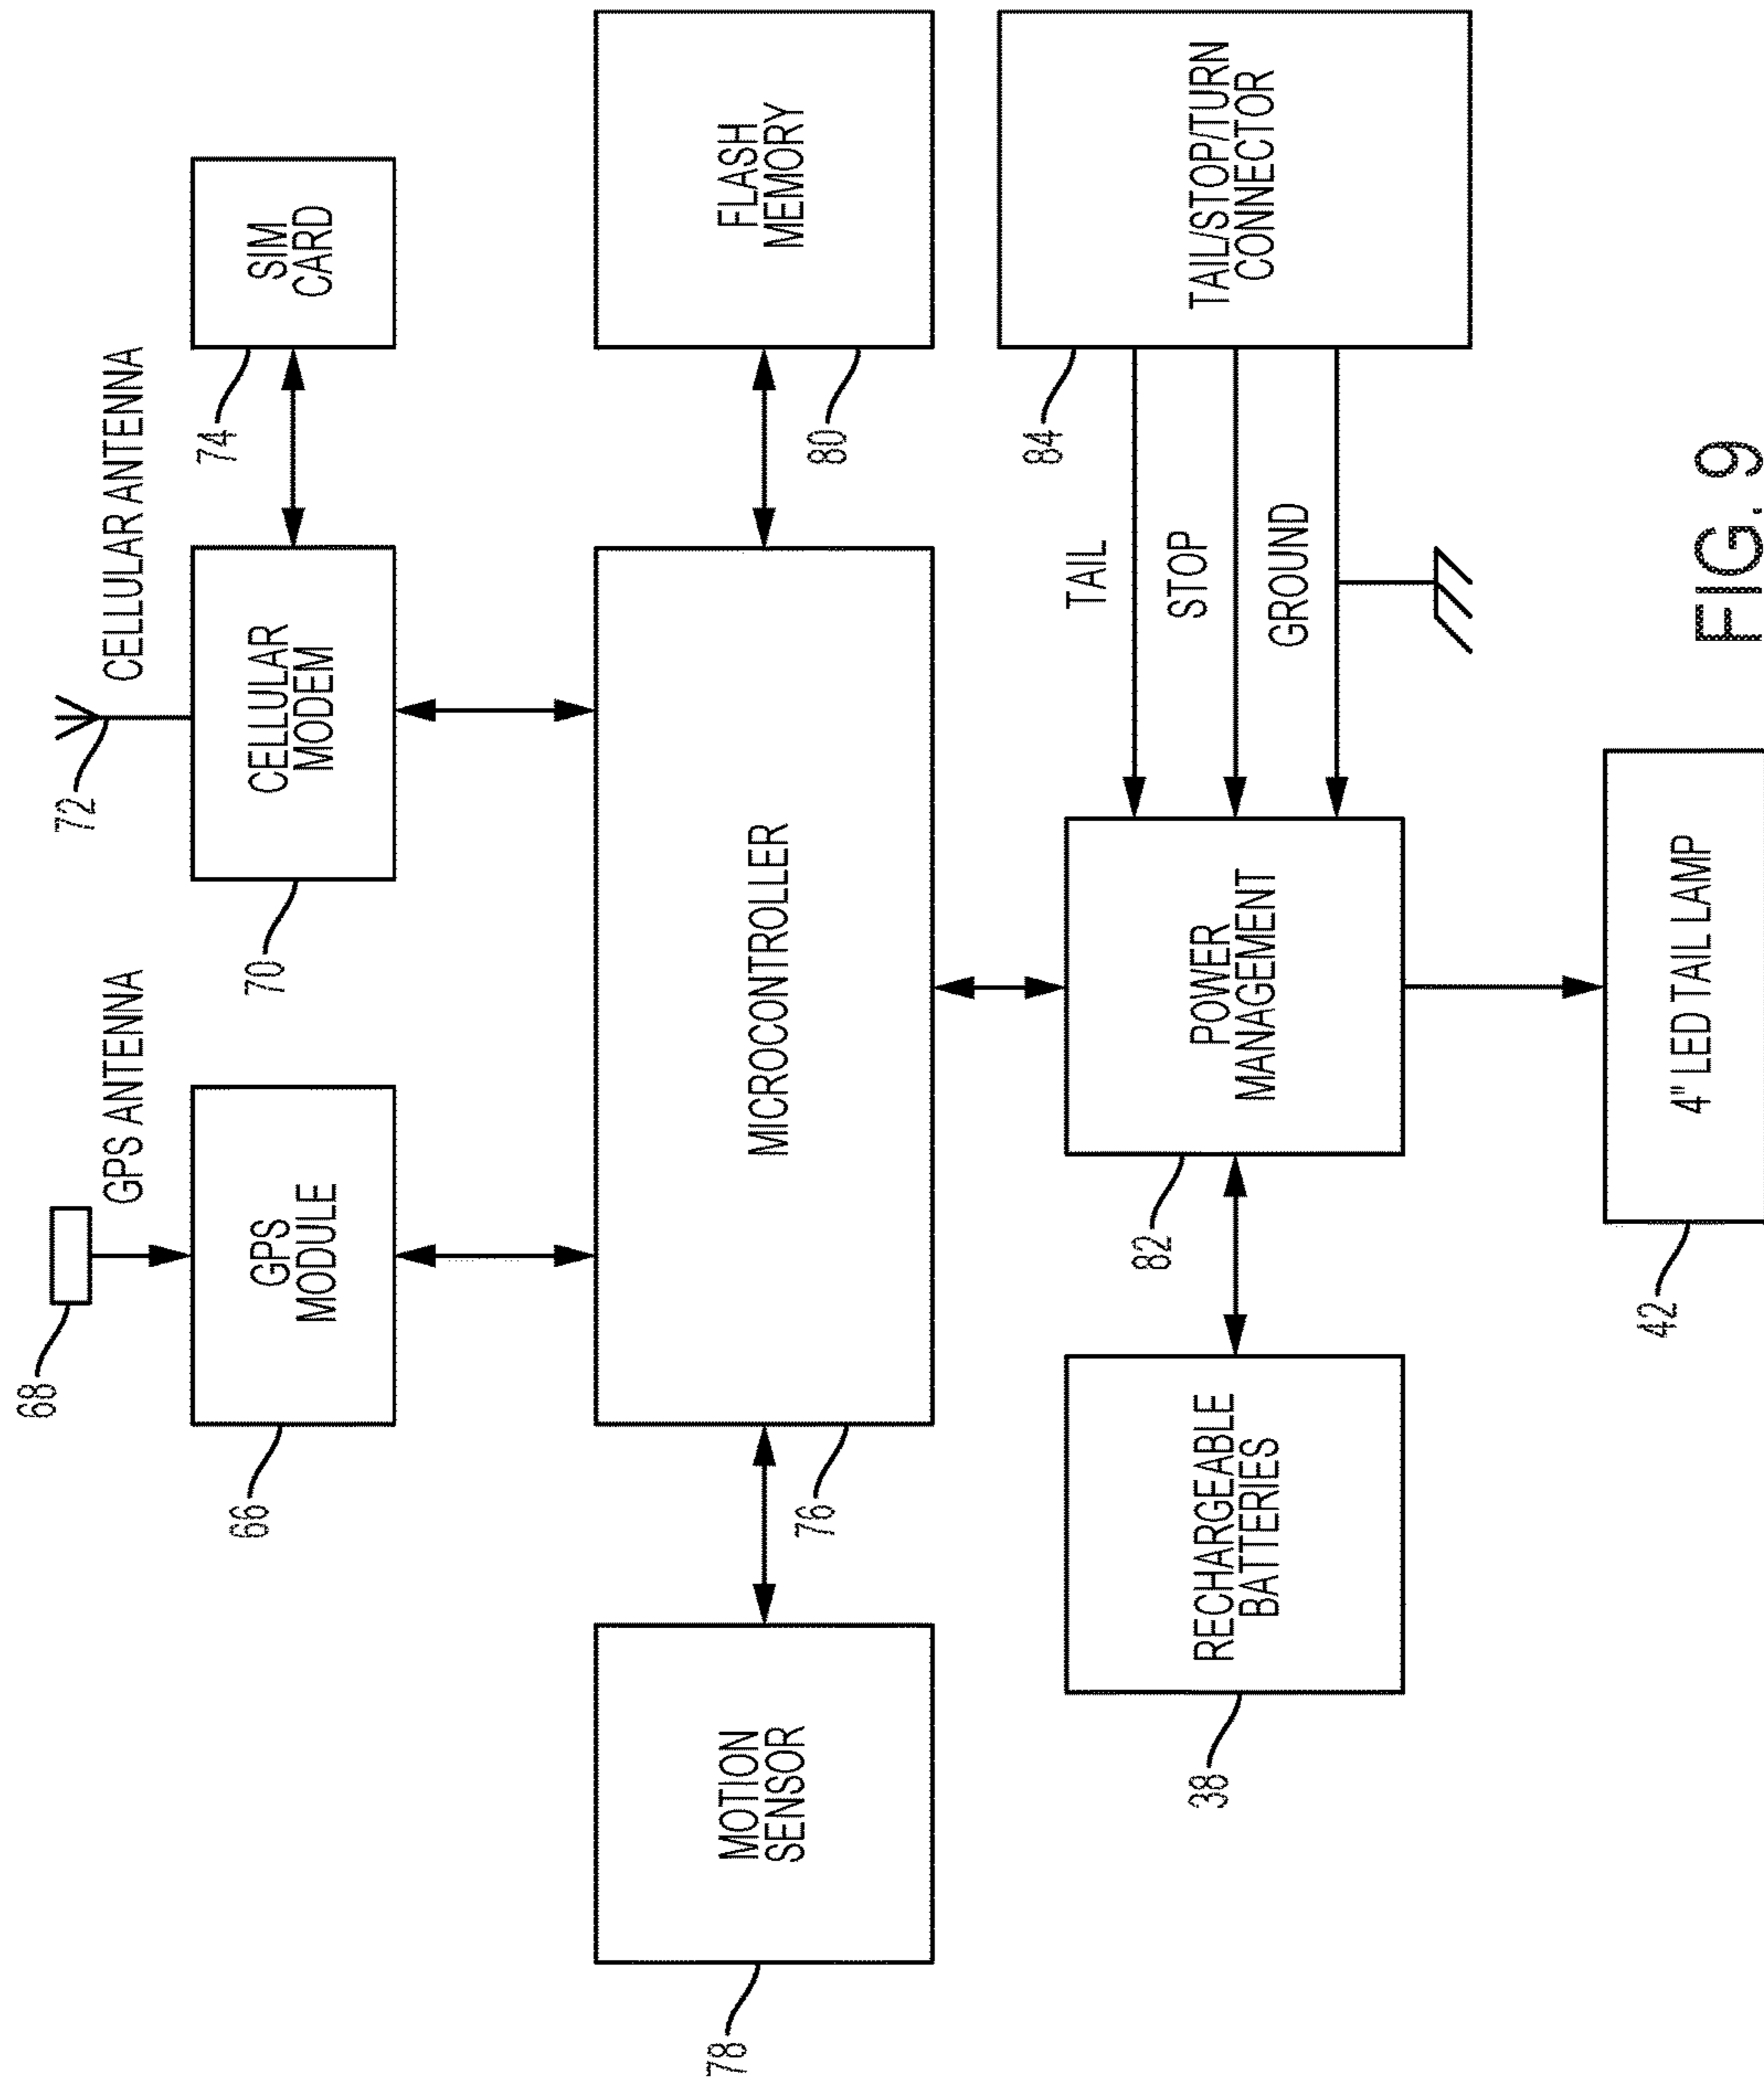 68
GPS ANTENNA
72
CELLULAR ANTENNA
66
GPS
MODULE
70
CELLULAR
MODEM
74
SIM
CARD
78
MOTION
SENSOR
76
MICROCONTROLLER
80
FLASH
MEMORY
38
RECHARGEABLE
BATTERIES
82
POWER
MANAGEMENT
TAIL
STOP
GROUND
84
TAIL/STOP/TURN
CONNECTOR
42
4" LED TAIL LAMP
FIG. 9